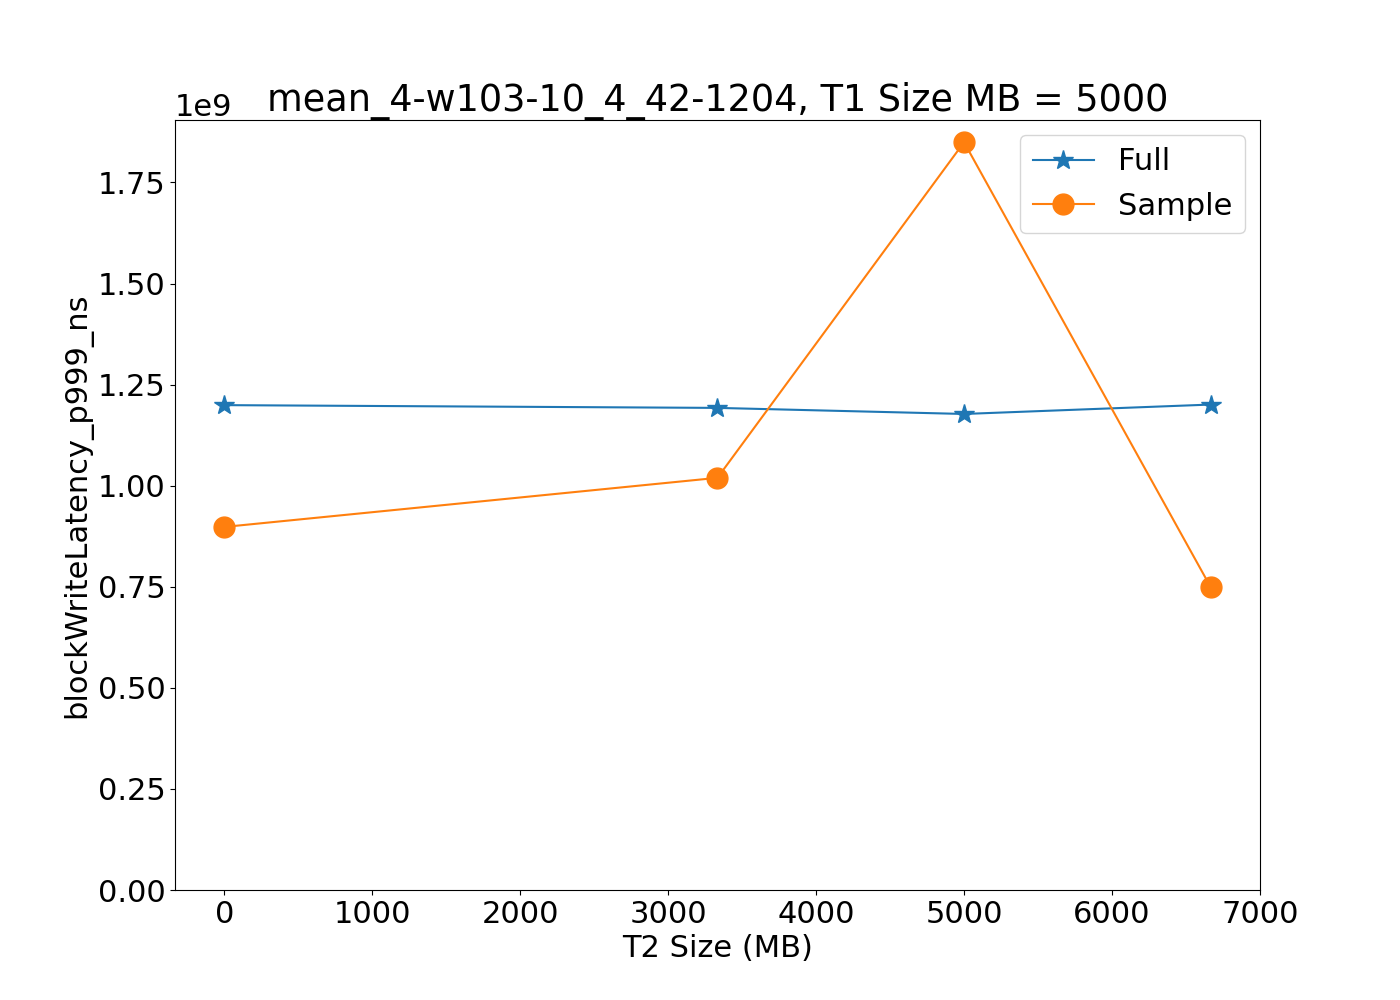 mean_4-w103-10_4_42-1204, T1 Size MB = 5000
1e9
Full
Sample
1.75
1.50
1.25
1.00
0.75
0.50
0.25
0.00
blockWriteLatency_p999_ns
0 1000 2000 3000 4000 5000 6000 7000
T2 Size (MB)